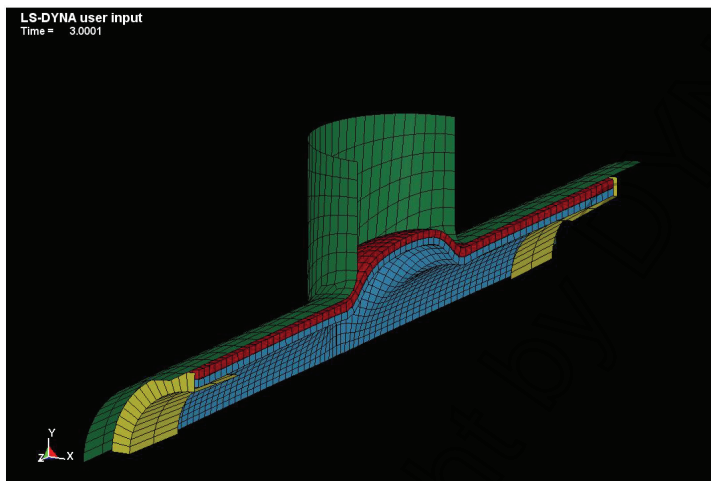 LS-DYNA user input
Time = 3.0001
Y
Z X